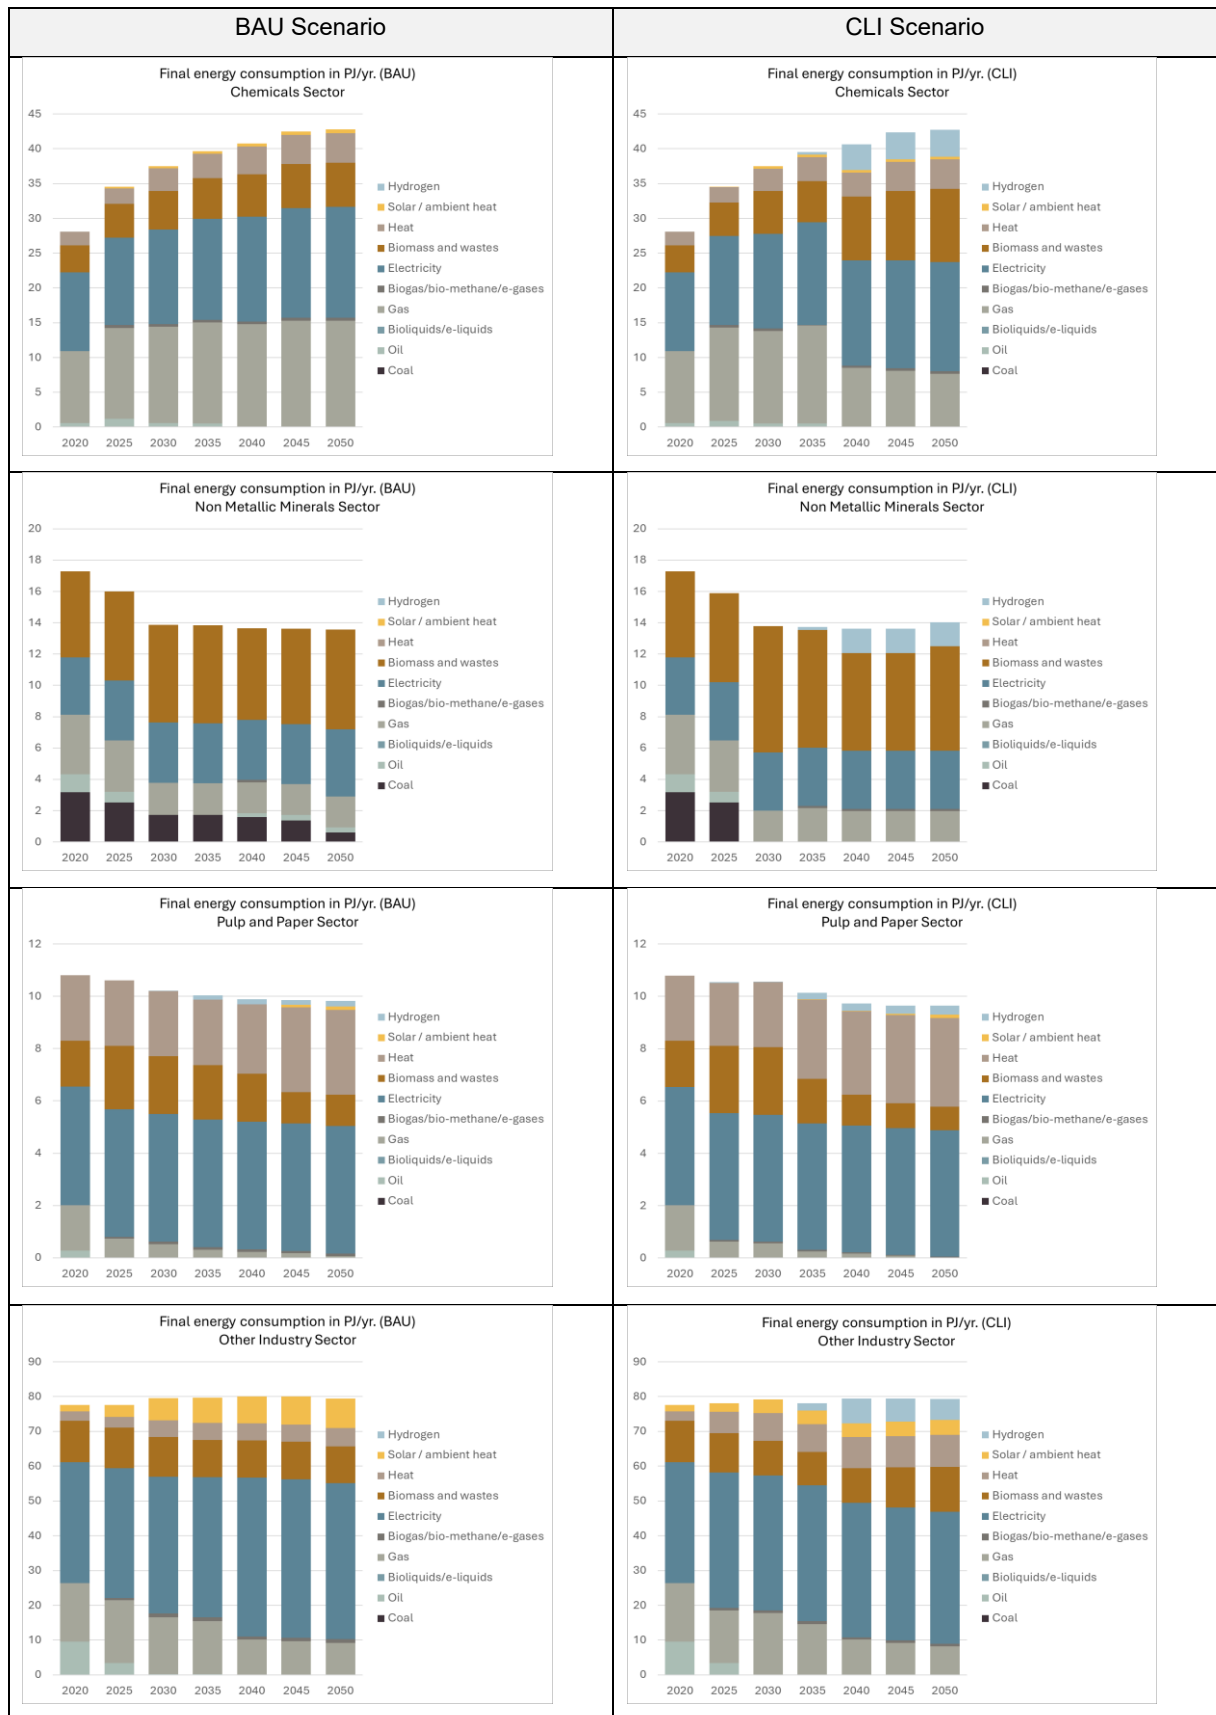 BAU Scenario
CLI Scenario
Final energy consumption in PJ/yr. (BAU)
Chemicals Sector
45
40
35
30
25
20
15
10
5
0
2020 2025 2030 2035 2040 2045 2050
Hydrogen
Solar / ambient heat
Heat
Biomass and wastes
Electricity
Biogas/bio-methane/e-gases
Gas
Bioliquids/e-liquids
Oil
Coal
Final energy consumption in PJ/yr. (CLI)
Chemicals Sector
45
40
35
30
25
20
15
10
5
0
2020 2025 2030 2035 2040 2045 2050
Hydrogen
Solar / ambient heat
Heat
Biomass and wastes
Electricity
Biogas/bio-methane/e-gases
Gas
Bioliquids/e-liquids
Oil
Coal
Final energy consumption in PJ/yr. (BAU)
Non Metallic Minerals Sector
20
18
16
14
12
10
8
6
4
2
0
2020 2025 2030 2035 2040 2045 2050
Hydrogen
Solar / ambient heat
Heat
Biomass and wastes
Electricity
Biogas/bio-methane/e-gases
Gas
Bioliquids/e-liquids
Oil
Coal
Final energy consumption in PJ/yr. (CLI)
Non Metallic Minerals Sector
20
18
16
14
12
10
8
6
4
2
0
2020 2025 2030 2035 2040 2045 2050
Hydrogen
Solar / ambient heat
Heat
Biomass and wastes
Electricity
Biogas/bio-methane/e-gases
Gas
Bioliquids/e-liquids
Oil
Coal
Final energy consumption in PJ/yr. (BAU)
Pulp and Paper Sector
12
10
8
6
4
2
0
2020 2025 2030 2035 2040 2045 2050
Hydrogen
Solar / ambient heat
Heat
Biomass and wastes
Electricity
Biogas/bio-methane/e-gases
Gas
Bioliquids/e-liquids
Oil
Coal
Final energy consumption in PJ/yr. (CLI)
Pulp and Paper Sector
12
10
8
6
4
2
0
2020 2025 2030 2035 2040 2045 2050
Hydrogen
Solar / ambient heat
Heat
Biomass and wastes
Electricity
Biogas/bio-methane/e-gases
Gas
Bioliquids/e-liquids
Oil
Coal
Final energy consumption in PJ/yr. (BAU)
Other Industry Sector
90
80
70
60
50
40
30
20
10
0
2020 2025 2030 2035 2040 2045 2050
Hydrogen
Solar / ambient heat
Heat
Biomass and wastes
Electricity
Biogas/bio-methane/e-gases
Gas
Bioliquids/e-liquids
Oil
Coal
Final energy consumption in PJ/yr. (CLI)
Other Industry Sector
90
80
70
60
50
40
30
20
10
0
2020 2025 2030 2035 2040 2045 2050
Hydrogen
Solar / ambient heat
Heat
Biomass and wastes
Electricity
Biogas/bio-methane/e-gases
Gas
Bioliquids/e-liquids
Oil
Coal